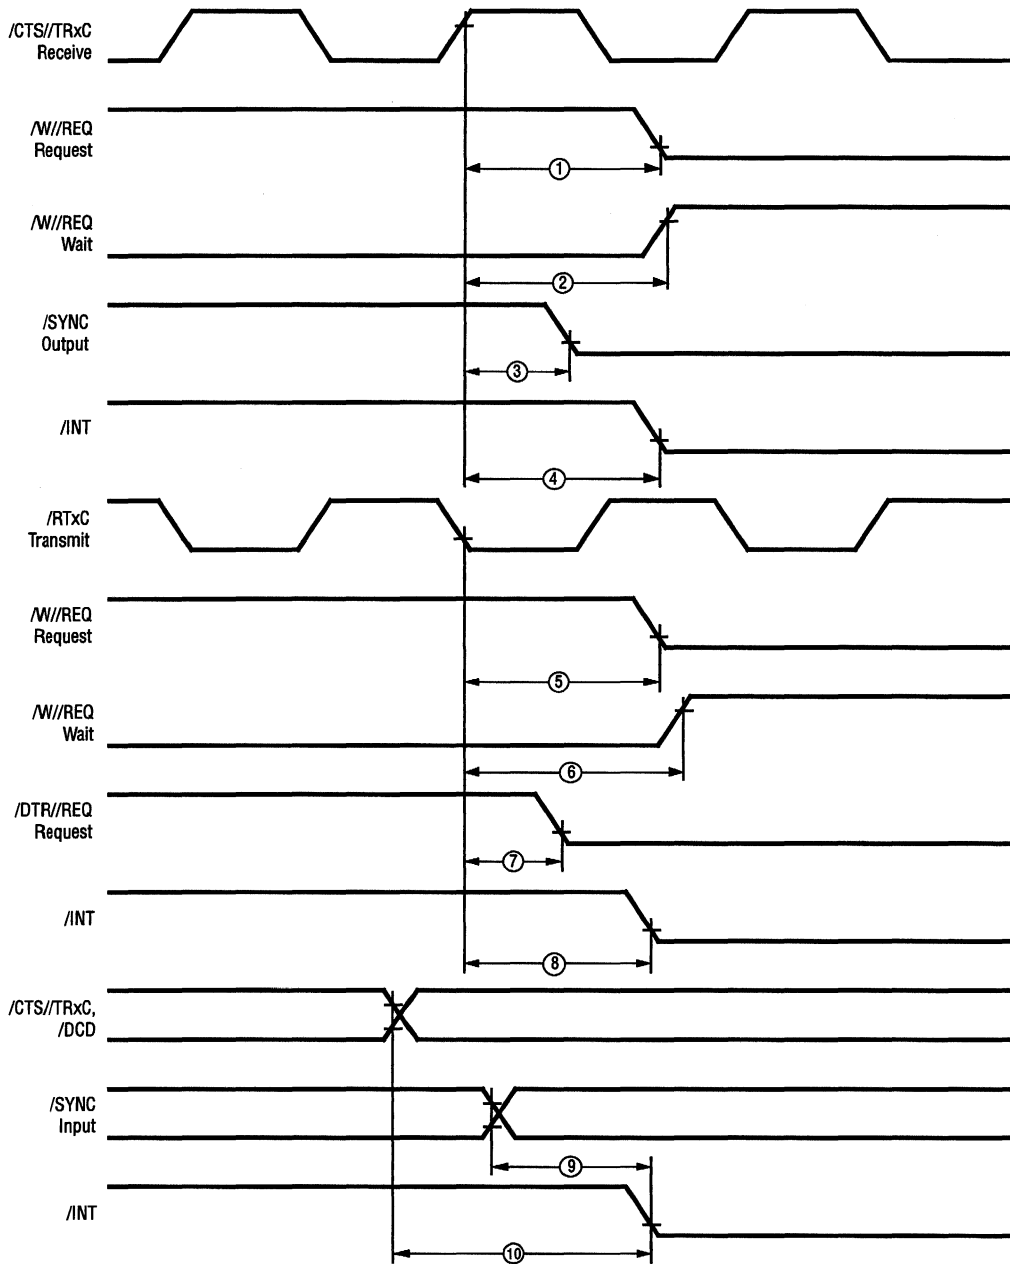 /CTS//TRxC
Receive
/W//REQ
Request
1
/W//REQ
Wait
2
/SYNC
Output
3
/INT
4
/RTxC
Transmit
/W//REQ
Request
5
/W//REQ
Wait
6
/DTR//REQ
Request
7
/INT
8
/CTS//TRxC,
/DCD
/SYNC
Input
9
/INT
10